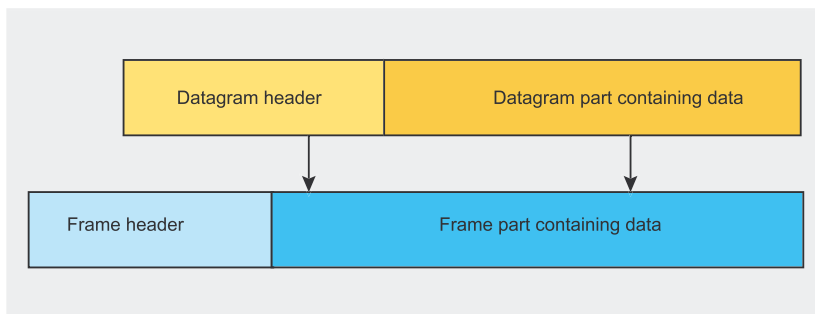 Datagram header
Datagram part containing data
Frame header
Frame part containing data